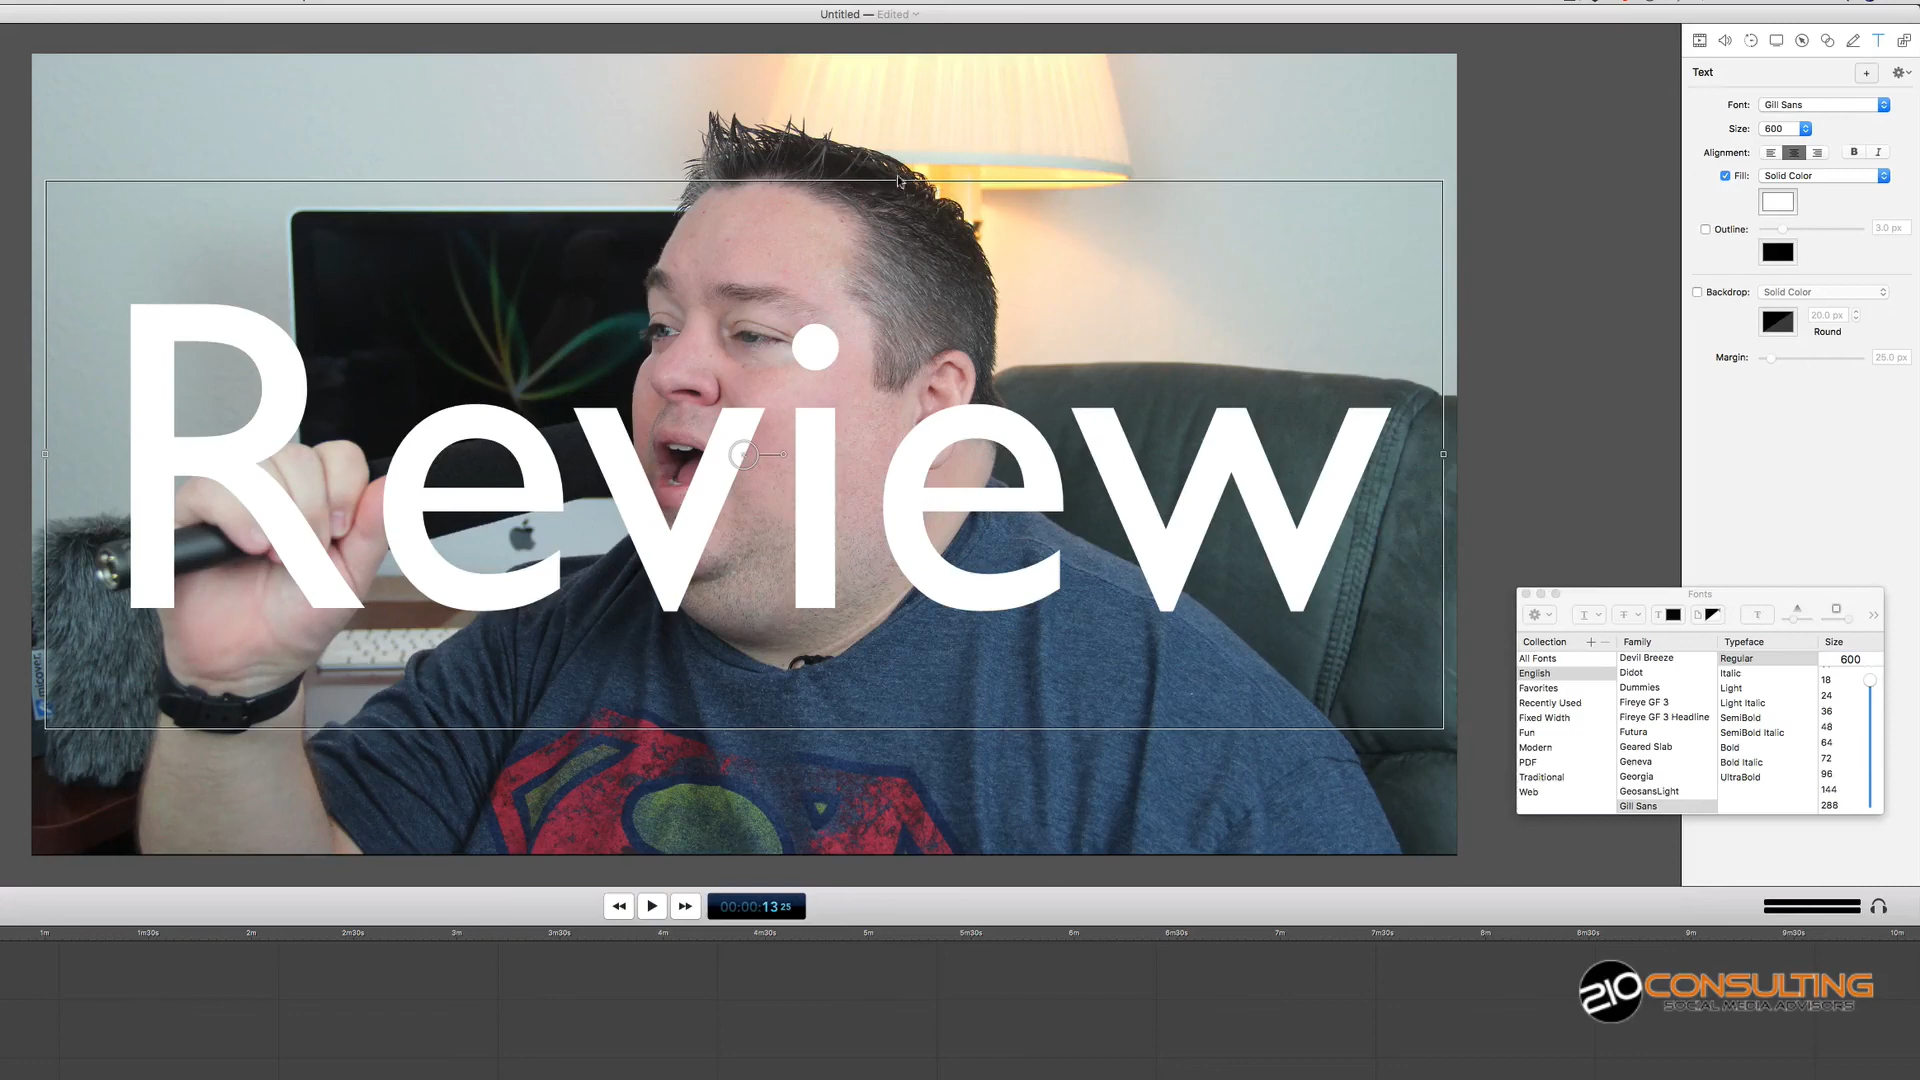 Untitled — Edited
Text
Font: Gill Sans
Size: 600
Alignment: B I
Fill: Solid Color
Outline: 3.0 px
Backdrop: Solid Color
20.0 px
Round
Margin: 25.0 px
Review
micover
Fonts
Collection Family Typeface Size
All Fonts Devil Breeze Regular 600
English Didot Italic 18
Favorites Dummies Light 24
Recently Used Fireye GF 3 Light Italic 36
Fixed Width Fireye GF 3 Headline SemiBold 48
Fun Futura SemiBold Italic 64
Modern Geared Slab Bold 72
PDF Geneva Bold Italic 96
Traditional Georgia UltraBold 144
Web GeosansLight 288
Gill Sans
00:00:13 25
1m 1m30s 2m 2m30s 3m 3m30s 4m 4m30s 5m 5m30s 6m 6m30s 7m 7m30s 8m 8m30s 9m 9m30s 10m
210 CONSULTING
SOCIAL MEDIA ADVISORS